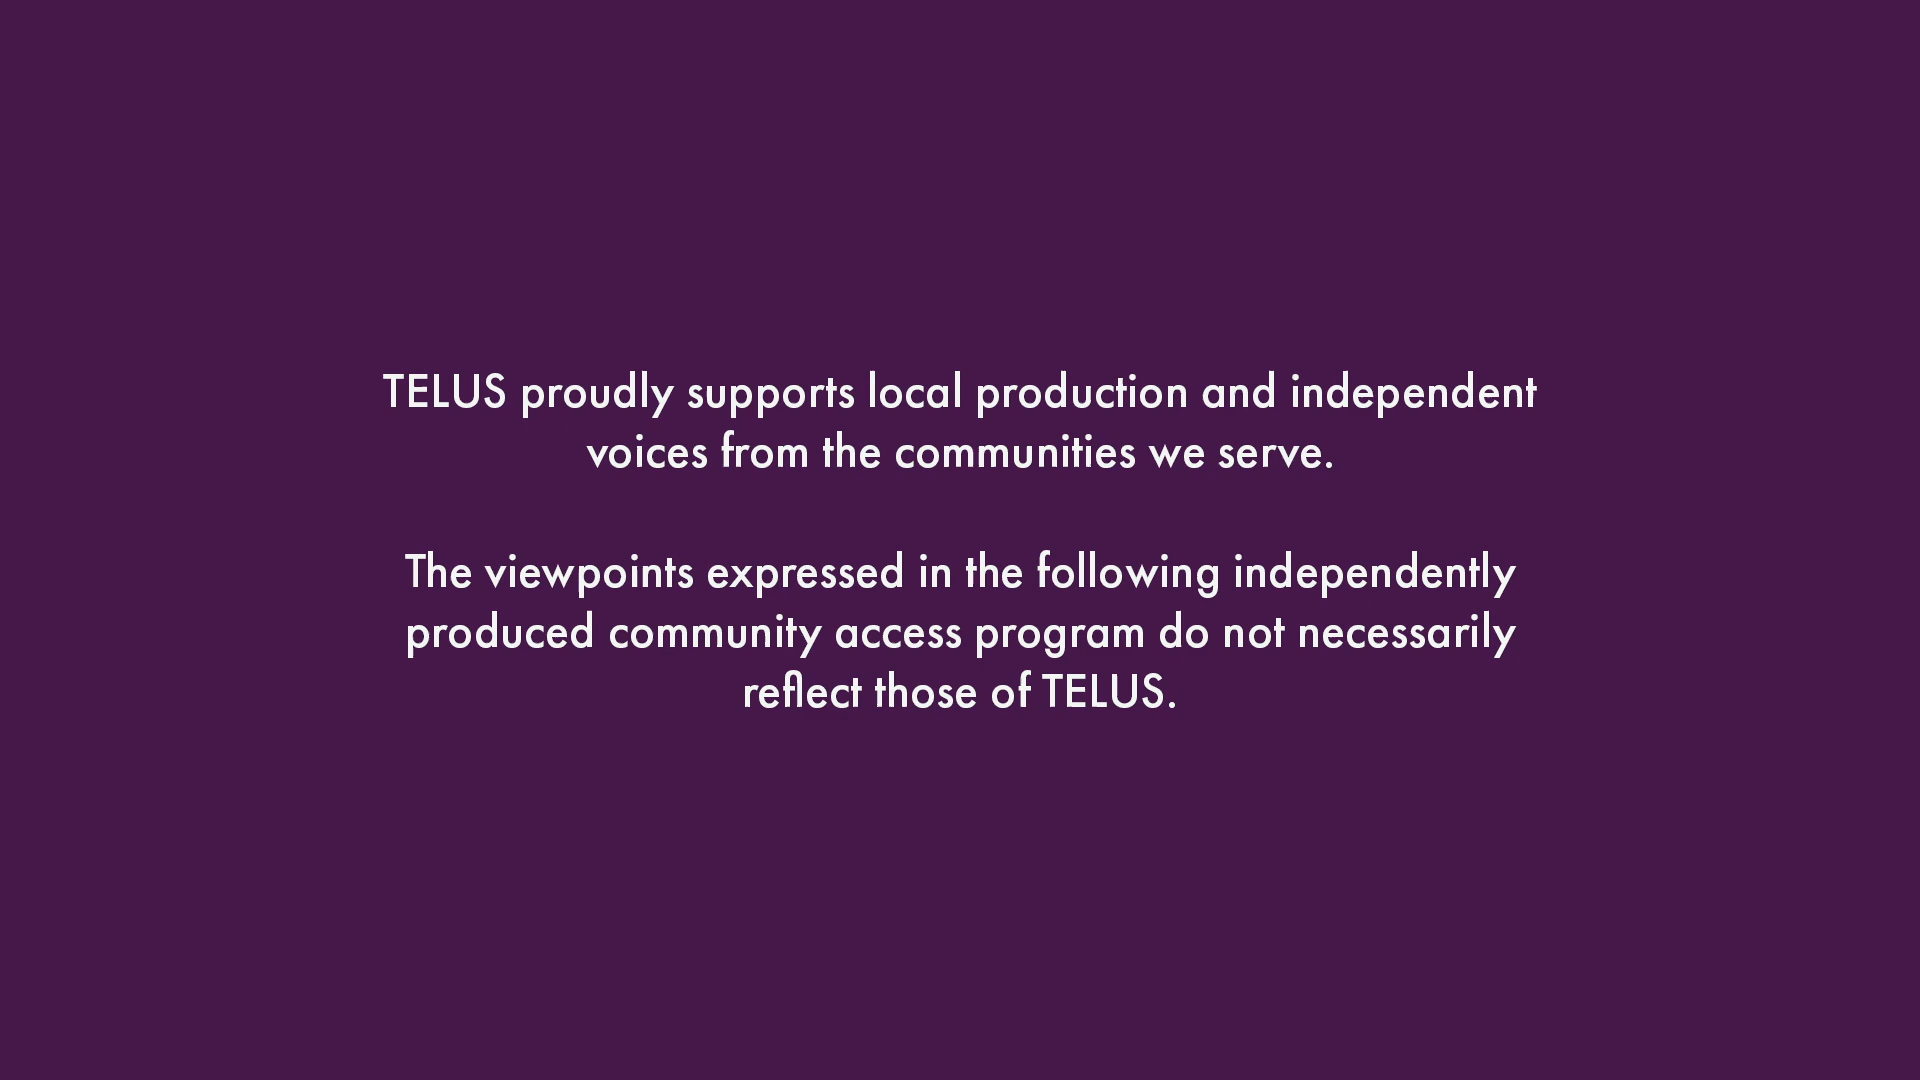 TELUS proudly supports local production and independent
voices from the communities we serve.
The viewpoints expressed in the following independently
produced community access program do not necessarily
reflect those of TELUS.